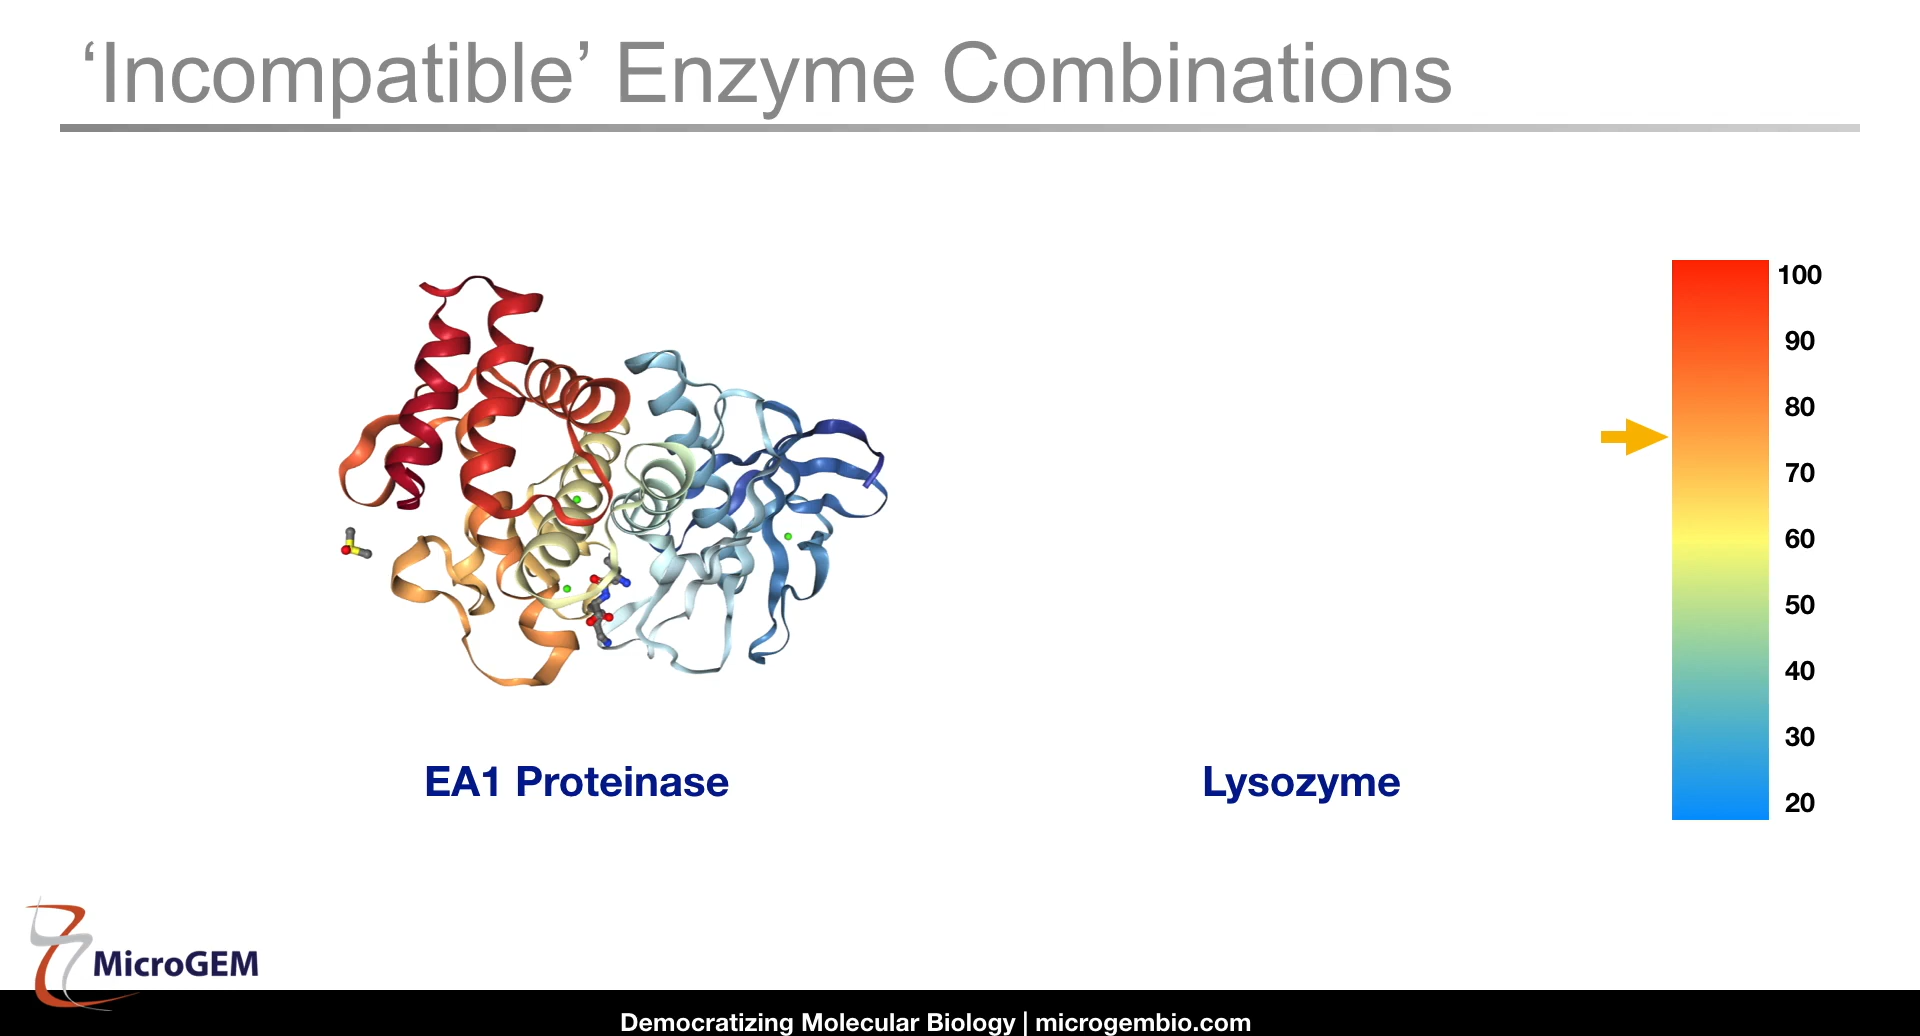 ‘Incompatible’ Enzyme Combinations
100
90
80
70
60
50
40
30
20
EA1 Proteinase
Lysozyme
MicroGEM
Democratizing Molecular Biology | microgembio.com